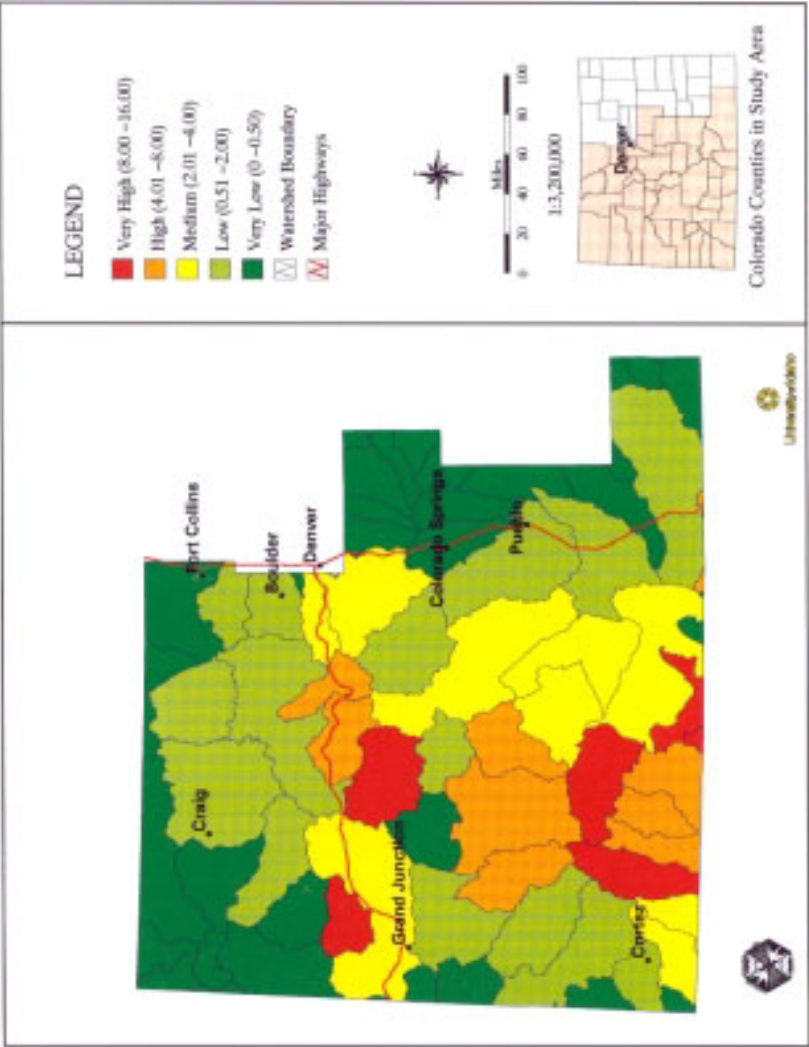 LEGEND
Very High (8.00 –16.00)
High (4.01 –8.00)
Medium (2.01 –4.00)
Low (0.51 –2.00)
Very Low (0 –0.50)
Watershed Boundary
Major Highways
Miles
0 20 40 60 80 100
1:3,200,000
Denver
Colorado Counties in Study Area
Fort Collins
Craig
Boulder
Denver
Grand Junction
Colorado Springs
Pueblo
Cortez
UniversityofIdaho